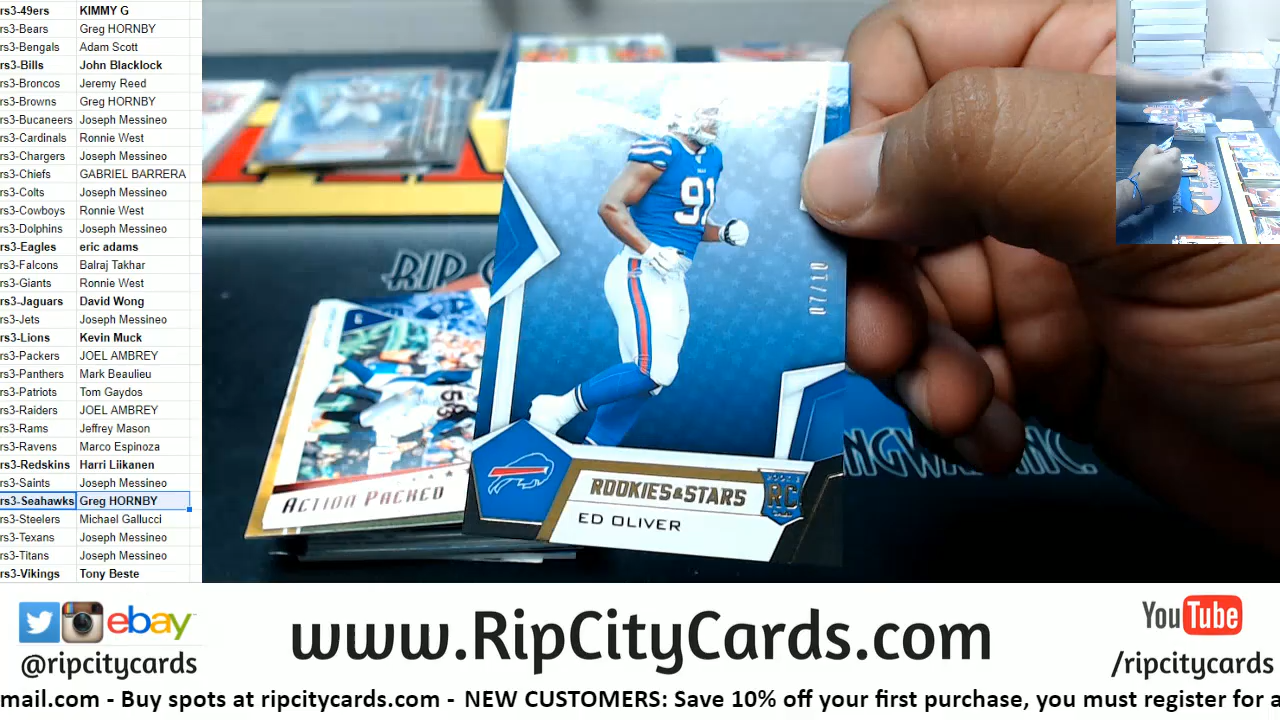 rs3-49ers KIMMY G
rs3-Bears Greg HORNBY
rs3-Bengals Adam Scott
rs3-Bills John Blacklock
rs3-Broncos Jeremy Reed
rs3-Browns Greg HORNBY
rs3-Bucaneers Joseph Messineo
rs3-Cardinals Ronnie West
rs3-Chargers Joseph Messineo
rs3-Chiefs GABRIEL BARRERA
rs3-Colts Joseph Messineo
rs3-Cowboys Ronnie West
rs3-Dolphins Joseph Messineo
rs3-Eagles eric adams
rs3-Falcons Balraj Takhar
rs3-Giants Ronnie West
rs3-Jaguars David Wong
rs3-Jets Joseph Messineo
rs3-Lions Kevin Muck
rs3-Packers JOEL AMBREY
rs3-Panthers Mark Beaulieu
rs3-Patriots Tom Gaydos
rs3-Raiders JOEL AMBREY
rs3-Rams Jeffrey Mason
rs3-Ravens Marco Espinoza
rs3-Redskins Harri Liikanen
rs3-Saints Joseph Messineo
rs3-Seahawks Greg HORNBY
rs3-Steelers Michael Gallucci
rs3-Texans Joseph Messineo
rs3-Titans Joseph Messineo
rs3-Vikings Tony Beste
91
07/10
RIP
58
ACTION PACKED
ROOKIES&STARS
RC
ED OLIVER
INC.
ebay
@ripcitycards
www.RipCityCards.com
YouTube
/ripcitycards
mail.com - Buy spots at ripcitycards.com - NEW CUSTOMERS: Save 10% off your first purchase, you must register for a